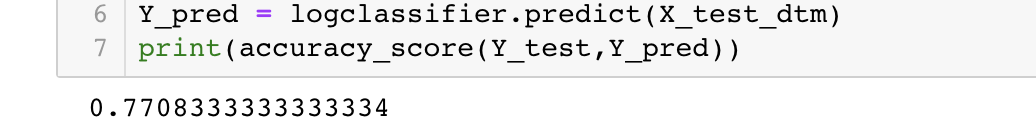 6 Y_pred = logclassifier.predict(X_test_dtm)
7 print(accuracy_score(Y_test,Y_pred))
0.7708333333333334